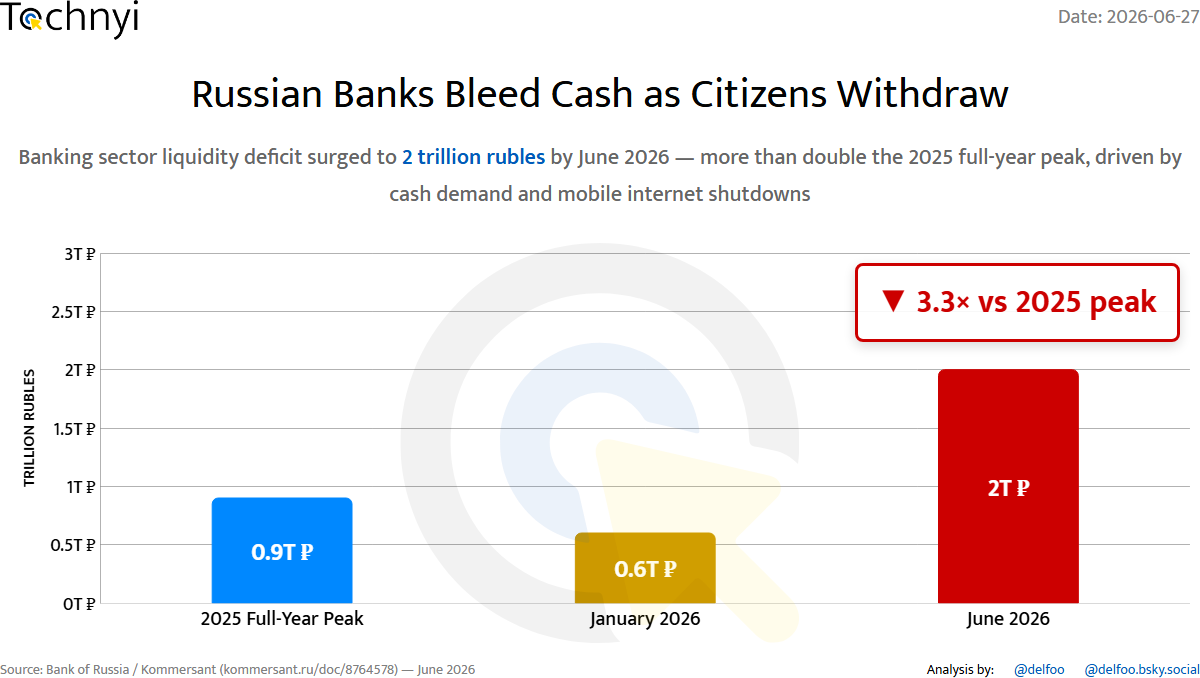 Technyi
Date: 2026-06-27
Russian Banks Bleed Cash as Citizens Withdraw
Banking sector liquidity deficit surged to 2 trillion rubles by June 2026 — more than double the 2025 full-year peak, driven by
cash demand and mobile internet shutdowns
3T ₽
2.5T ₽
2T ₽
1.5T ₽
1T ₽
0.5T ₽
0T ₽
TRILLION RUBLES
▼ 3.3× vs 2025 peak
0.9T ₽
0.6T ₽
2T ₽
2025 Full-Year Peak
January 2026
June 2026
Source: Bank of Russia / Kommersant (kommersant.ru/doc/8764578) — June 2026
Analysis by: @delfoo @delfoo.bsky.social